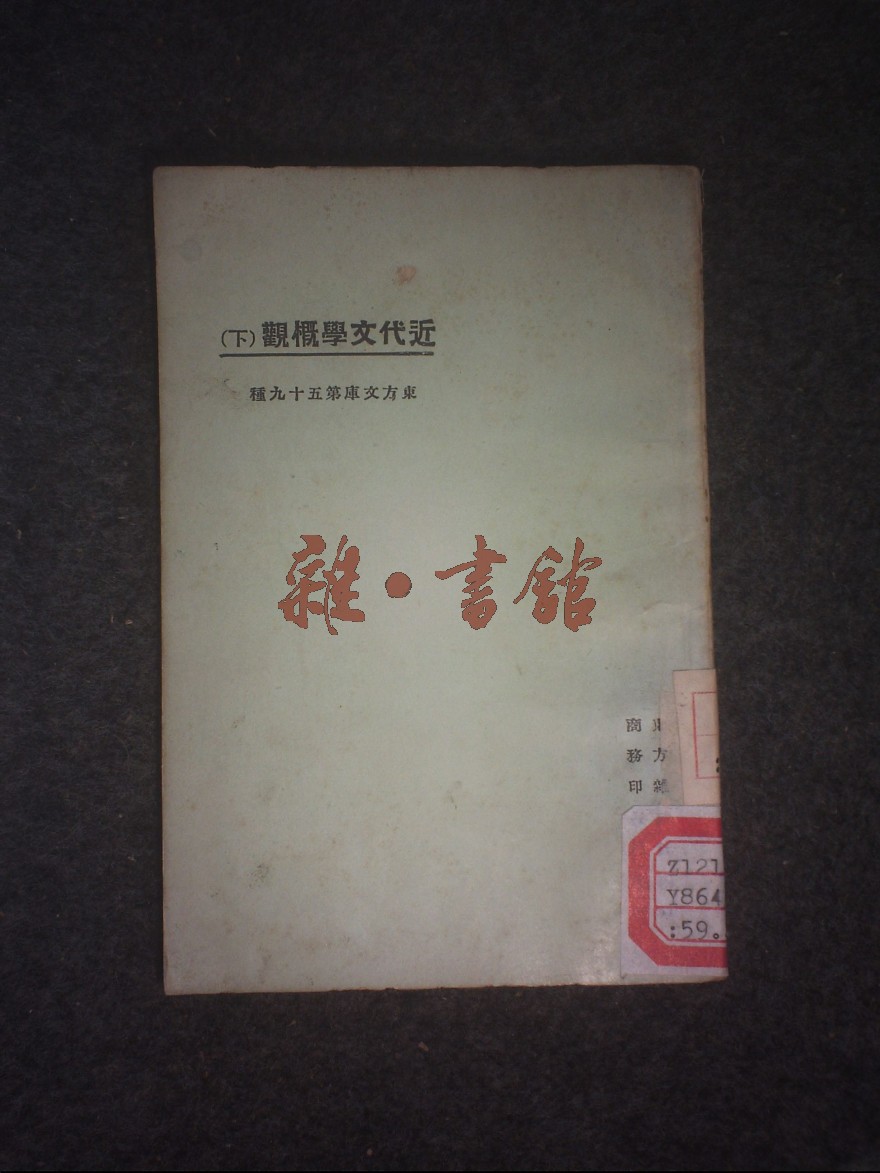 近代文學概觀(下)
東方文庫第五十九種
雜•書館
東方雜
商務印
Z121
Y864
:59.